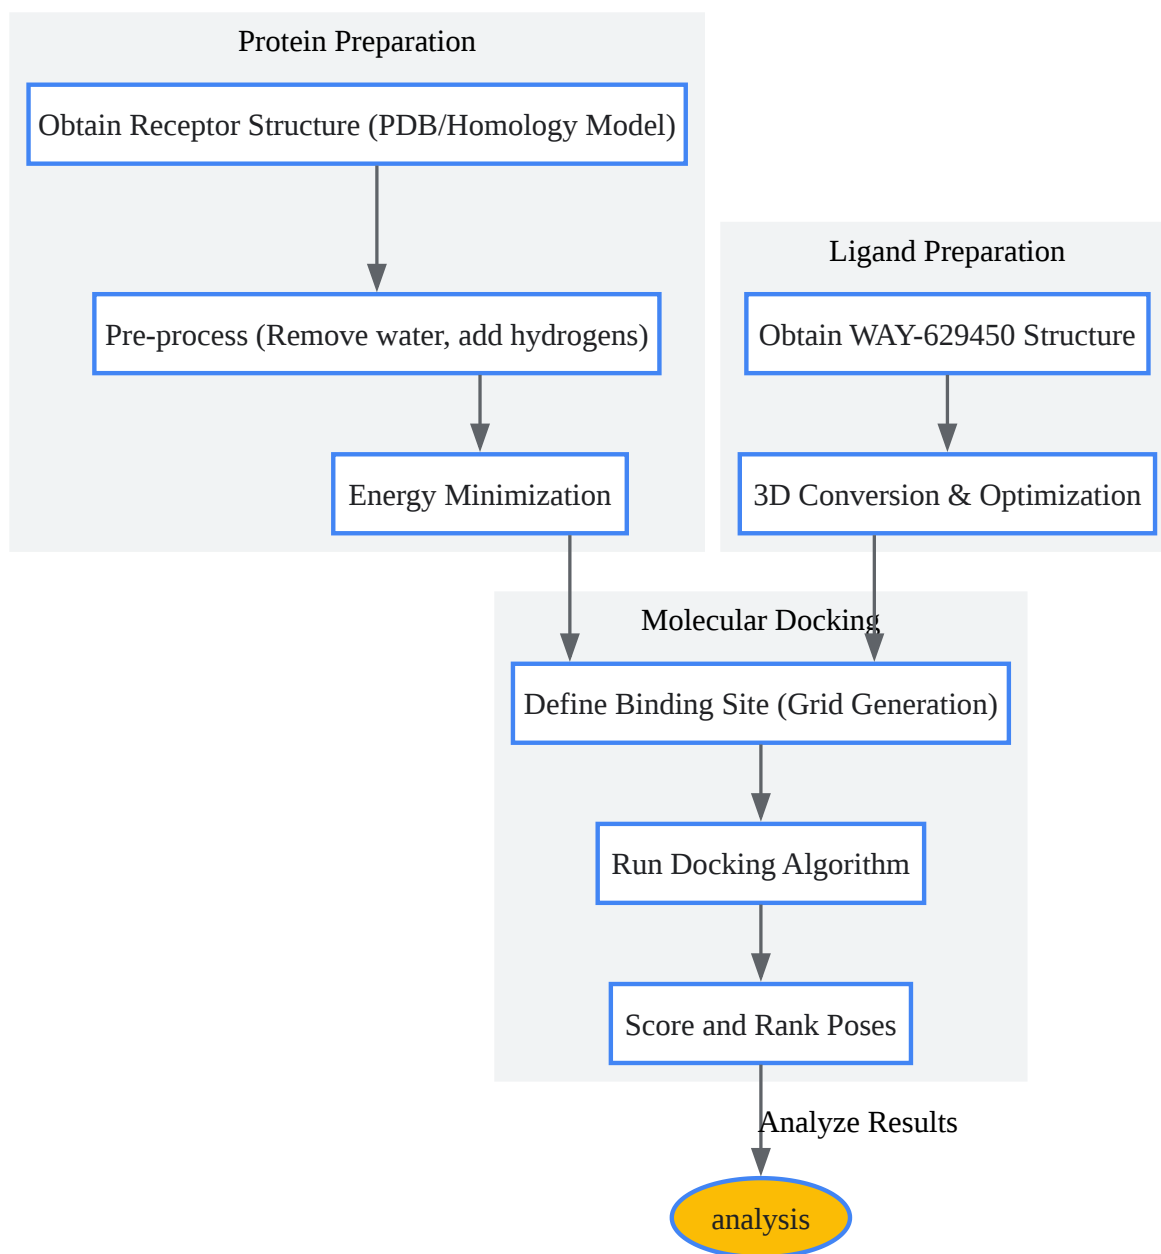 Protein Preparation
Obtain Receptor Structure (PDB/Homology Model)
Pre-process (Remove water, add hydrogens)
Energy Minimization
Ligand Preparation
Obtain WAY-629450 Structure
3D Conversion & Optimization
Molecular Docking
Define Binding Site (Grid Generation)
Run Docking Algorithm
Score and Rank Poses
Analyze Results
analysis